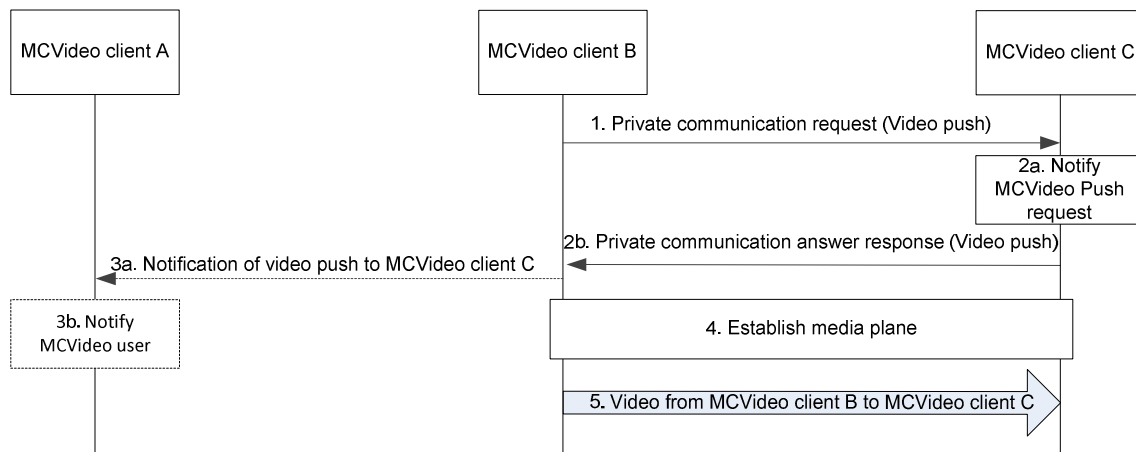 MCVideo client A
MCVideo client B
MCVideo client C
1. Private communication request (Video push)
2a. Notify
MCVideo Push
request
2b. Private communication answer response (Video push)
3a. Notification of video push to MCVideo client C
3b. Notify
MCVideo user
4. Establish media plane
5. Video from MCVideo client B to MCVideo client C